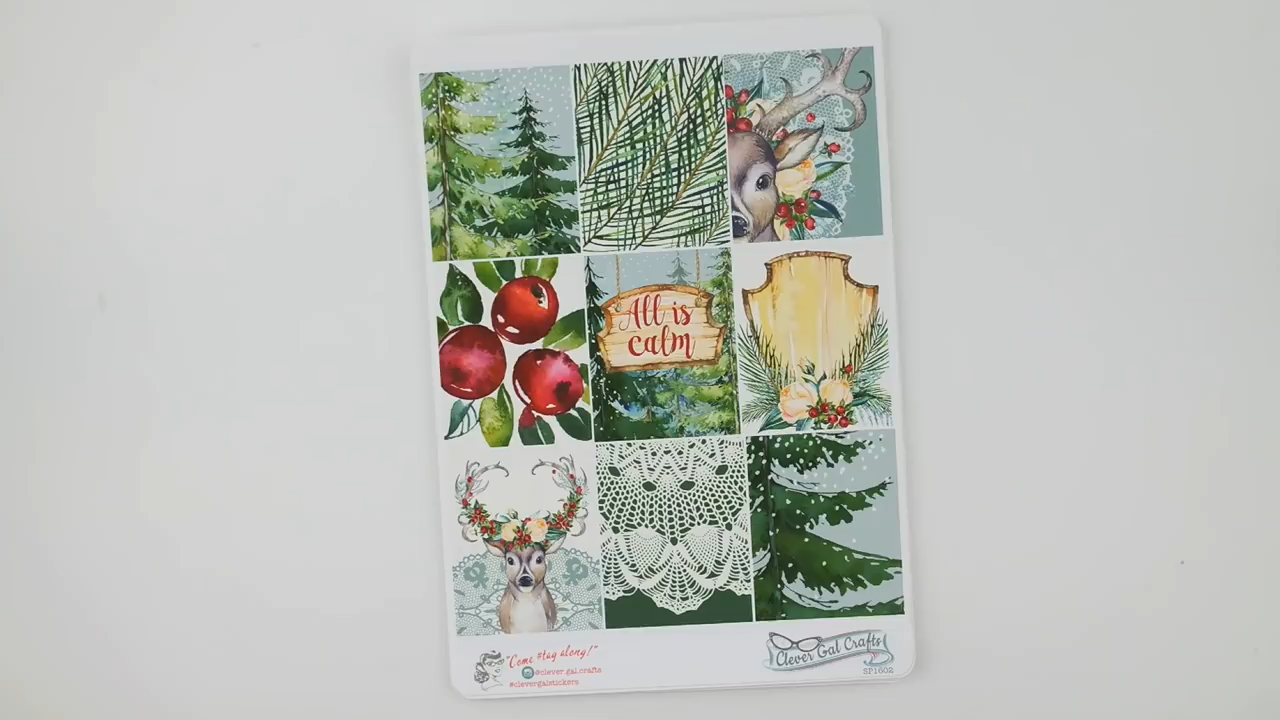 All is
calm
"Come #tag along!"
@clever.gal.crafts
#clevergalstickers
Clever Gal Crafts
SP1602